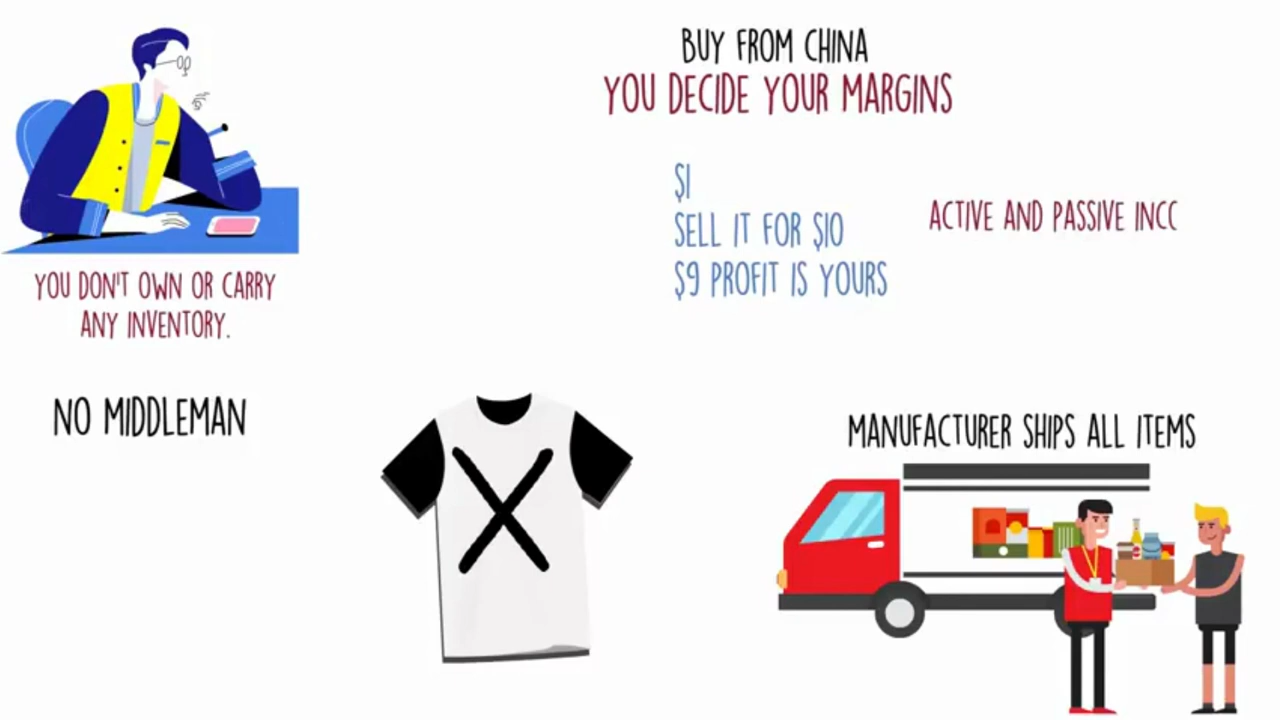 BUY FROM CHINA
YOU DECIDE YOUR MARGINS
$1
SELL IT FOR $10
$9 PROFIT IS YOURS
ACTIVE AND PASSIVE INCC
YOU DON'T OWN OR CARRY
ANY INVENTORY.
NO MIDDLEMAN
X
MANUFACTURER SHIPS ALL ITEMS